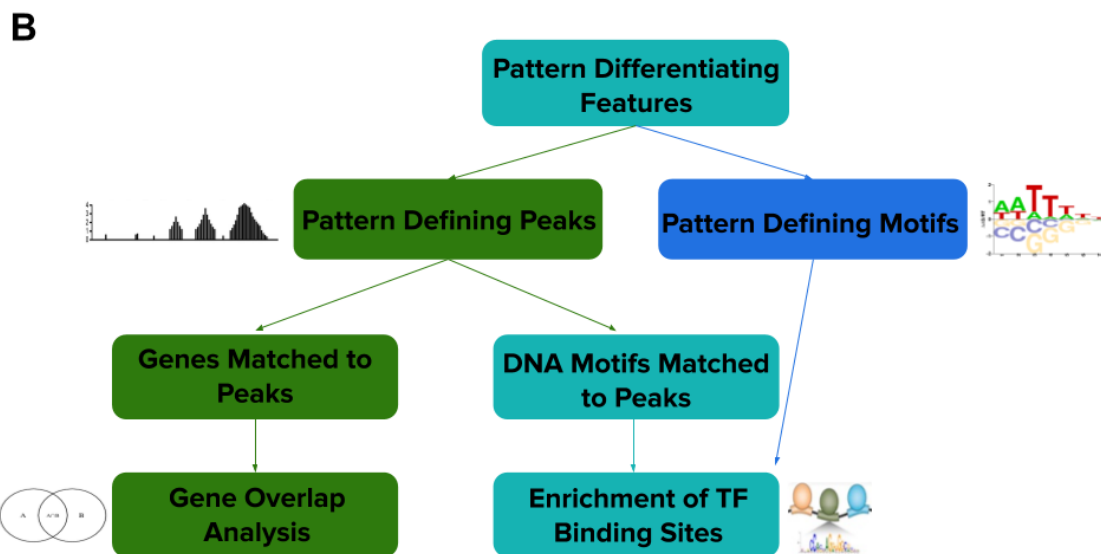 B
Pattern Differentiating
Features
Pattern Defining Peaks
Pattern Defining Motifs
Genes Matched to
Peaks
DNA Motifs Matched
to Peaks
Gene Overlap
Analysis
Enrichment of TF
Binding Sites
A
B